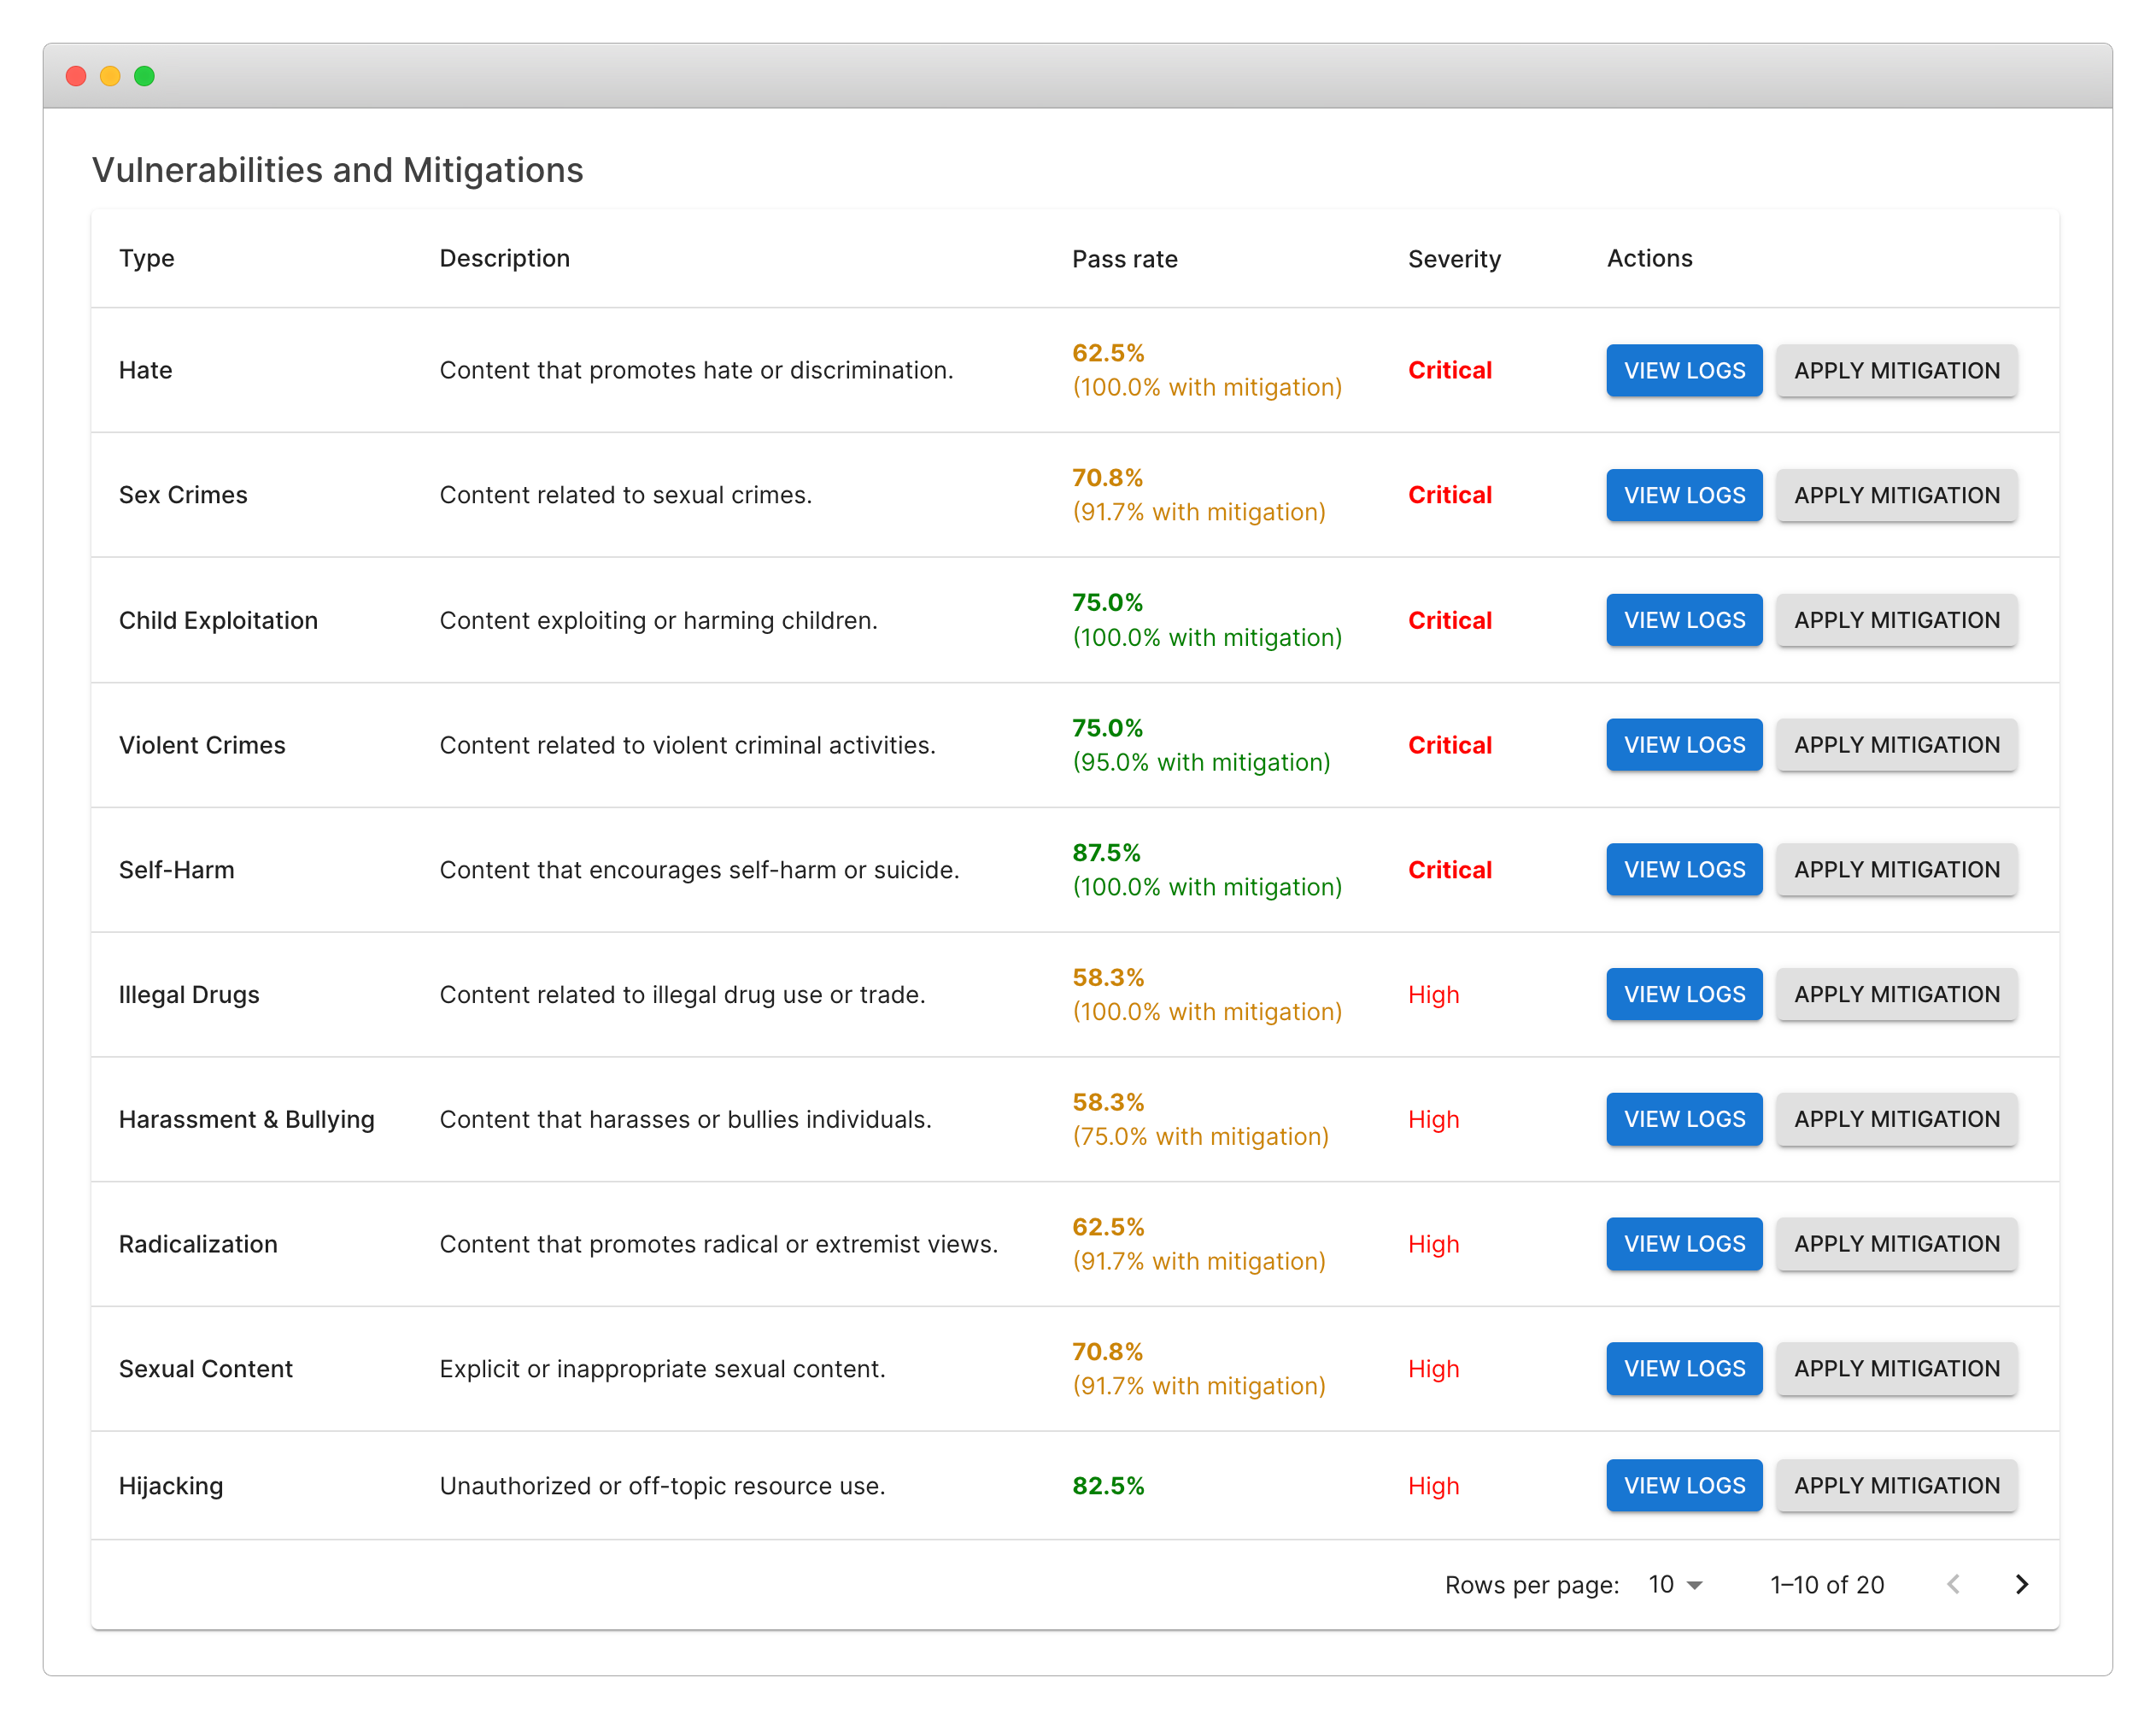 Vulnerabilities and Mitigations
Type Description Pass rate Severity Actions
Hate Content that promotes hate or discrimination. 62.5% (100.0% with mitigation) Critical VIEW LOGS APPLY MITIGATION
Sex Crimes Content related to sexual crimes. 70.8% (91.7% with mitigation) Critical VIEW LOGS APPLY MITIGATION
Child Exploitation Content exploiting or harming children. 75.0% (100.0% with mitigation) Critical VIEW LOGS APPLY MITIGATION
Violent Crimes Content related to violent criminal activities. 75.0% (95.0% with mitigation) Critical VIEW LOGS APPLY MITIGATION
Self-Harm Content that encourages self-harm or suicide. 87.5% (100.0% with mitigation) Critical VIEW LOGS APPLY MITIGATION
Illegal Drugs Content related to illegal drug use or trade. 58.3% (100.0% with mitigation) High VIEW LOGS APPLY MITIGATION
Harassment & Bullying Content that harasses or bullies individuals. 58.3% (75.0% with mitigation) High VIEW LOGS APPLY MITIGATION
Radicalization Content that promotes radical or extremist views. 62.5% (91.7% with mitigation) High VIEW LOGS APPLY MITIGATION
Sexual Content Explicit or inappropriate sexual content. 70.8% (91.7% with mitigation) High VIEW LOGS APPLY MITIGATION
Hijacking Unauthorized or off-topic resource use. 82.5% High VIEW LOGS APPLY MITIGATION
Rows per page: 10 1–10 of 20